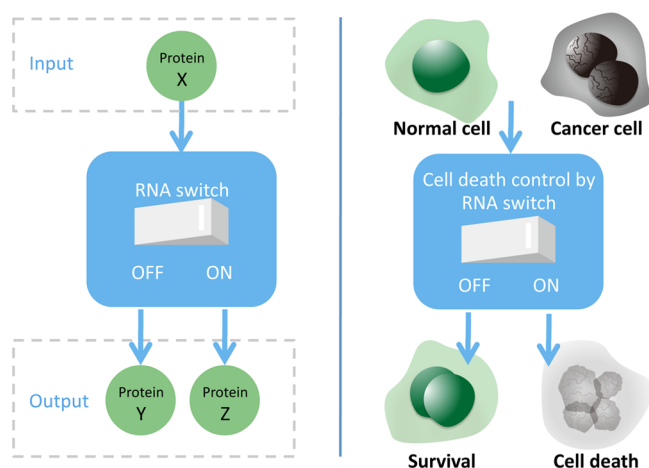 Input
Protein
X
RNA switch
OFF ON
Output
Protein
Y
Protein
Z
Normal cell
Cancer cell
Cell death control by
RNA switch
OFF ON
Survival
Cell death